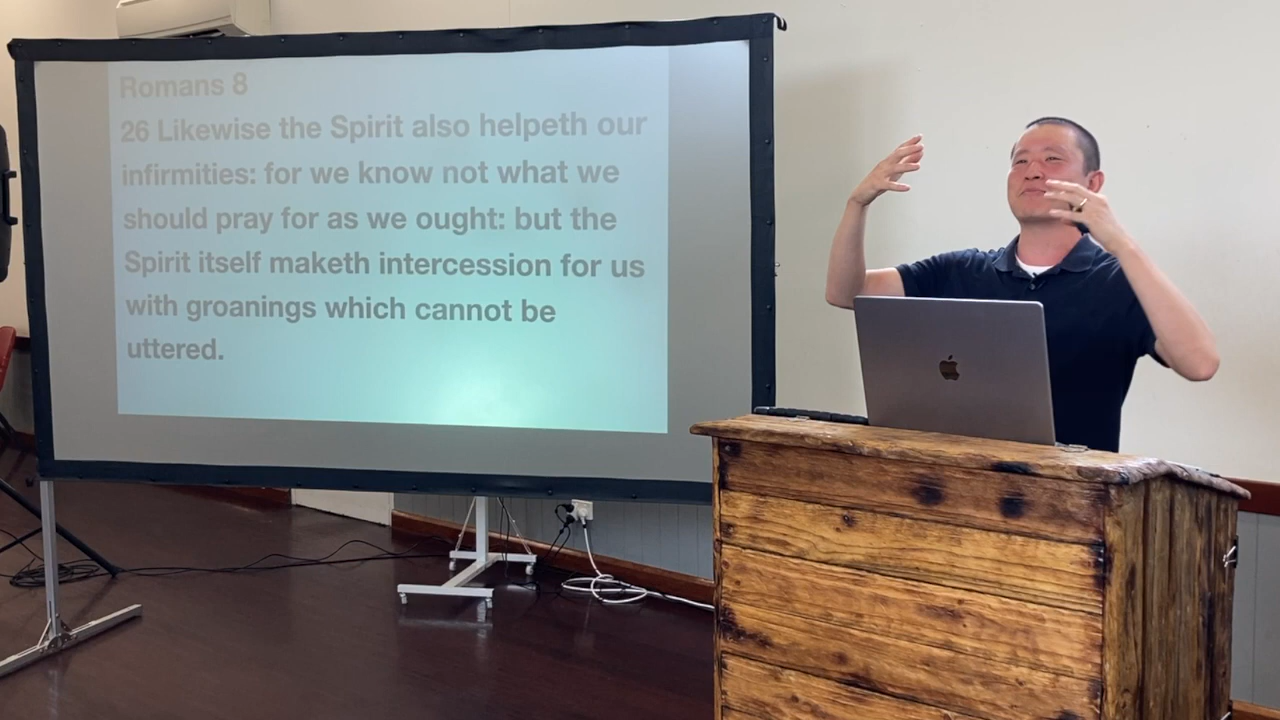 Romans 8
26 Likewise the Spirit also helpeth our
infirmities: for we know not what we
should pray for as we ought: but the
Spirit itself maketh intercession for us
with groanings which cannot be
uttered.